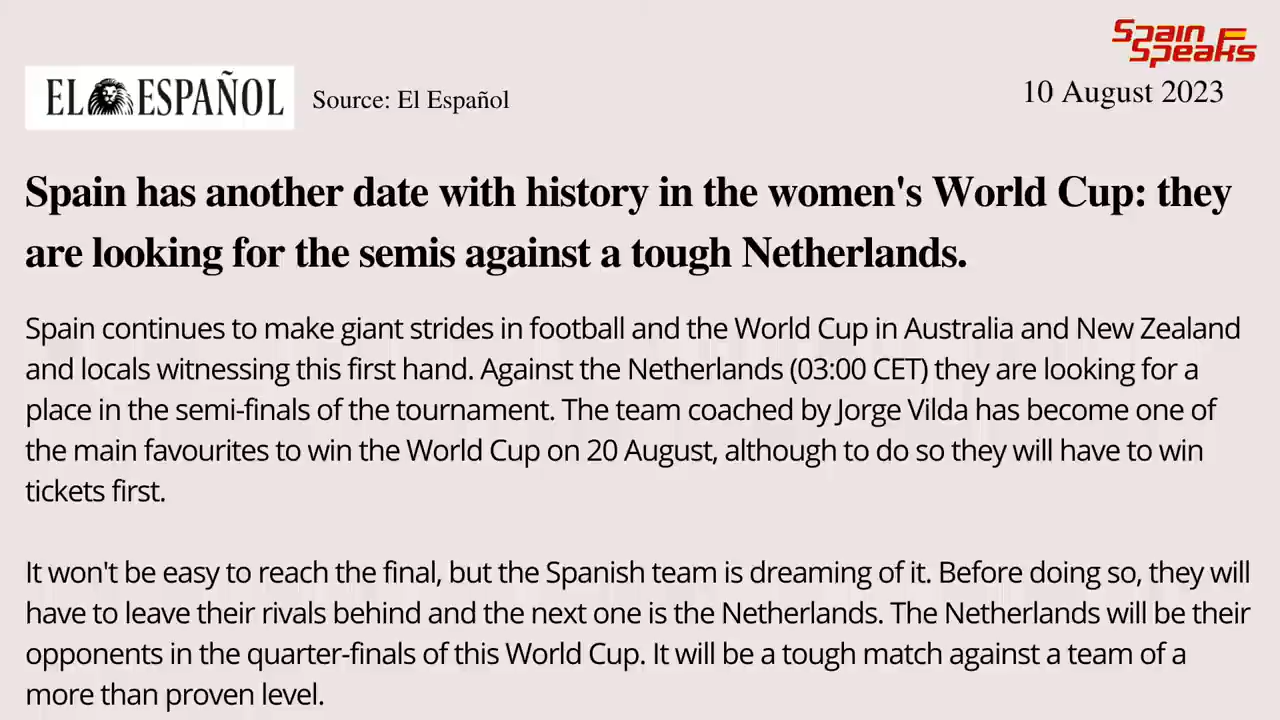 Spain
Speaks
EL ESPAÑOL
Source: El Español
10 August 2023
Spain has another date with history in the women's World Cup: they
are looking for the semis against a tough Netherlands.
Spain continues to make giant strides in football and the World Cup in Australia and New Zealand
and locals witnessing this first hand. Against the Netherlands (03:00 CET) they are looking for a
place in the semi-finals of the tournament. The team coached by Jorge Vilda has become one of
the main favourites to win the World Cup on 20 August, although to do so they will have to win
tickets first.
It won't be easy to reach the final, but the Spanish team is dreaming of it. Before doing so, they will
have to leave their rivals behind and the next one is the Netherlands. The Netherlands will be their
opponents in the quarter-finals of this World Cup. It will be a tough match against a team of a
more than proven level.